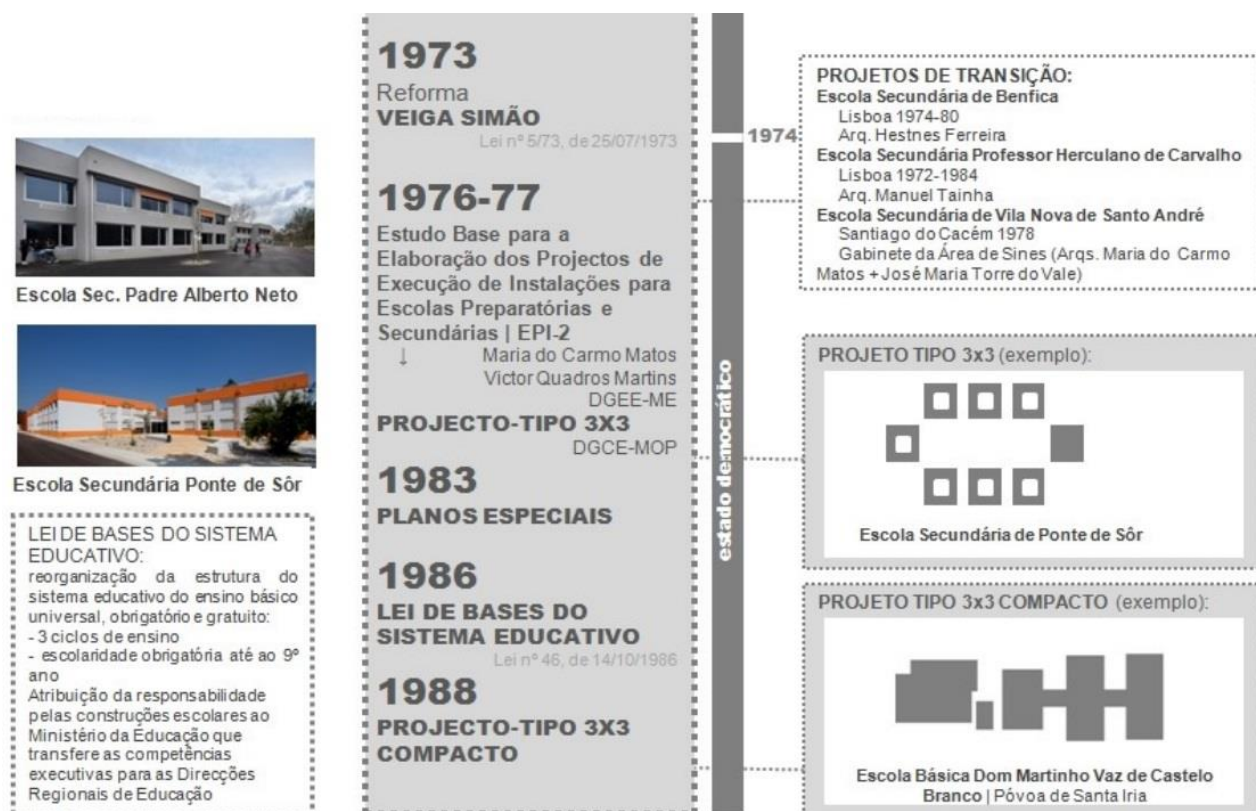 Escola Sec. Padre Alberto Neto
Escola Secundária Ponte de Sôr
LEI DE BASES DO SISTEMA
EDUCATIVO:
reorganização da estrutura do
sistema educativo do ensino básico
universal, obrigatório e gratuito:
- 3 ciclos de ensino
- escolaridade obrigatória até ao 9º
ano
Atribuição da responsabilidade
pelas construções escolares ao
Ministério da Educação que
transfere as competências
executivas para as Direcções
Regionais de Educação
1973
Reforma
VEIGA SIMÃO
Lei nº 5/73, de 25/07/1973
1976-77
Estudo Base para a
Elaboração dos Projectos de
Execução de Instalações para
Escolas Preparatórias e
Secundárias | EPI-2
↓ Maria do Carmo Matos
Victor Quadros Martins
DGEE-ME
PROJECTO-TIPO 3X3
DGCE-MOP
1983
PLANOS ESPECIAIS
1986
LEI DE BASES DO
SISTEMA EDUCATIVO
Lei nº 46, de 14/10/1986
1988
PROJECTO-TIPO 3X3
COMPACTO
estado democrático
1974
PROJETOS DE TRANSIÇÃO:
Escola Secundária de Benfica
Lisboa 1974-80
Arq. Hestnes Ferreira
Escola Secundária Professor Herculano de Carvalho
Lisboa 1972-1984
Arq. Manuel Tainha
Escola Secundária de Vila Nova de Santo André
Santiago do Cacém 1978
Gabinete da Área de Sines (Arqs. Maria do Carmo
Matos + José Maria Torre do Vale)
PROJETO TIPO 3x3 (exemplo):
Escola Secundária de Ponte de Sôr
PROJETO TIPO 3x3 COMPACTO (exemplo):
Escola Básica Dom Martinho Vaz de Castelo
Branco | Póvoa de Santa Iria